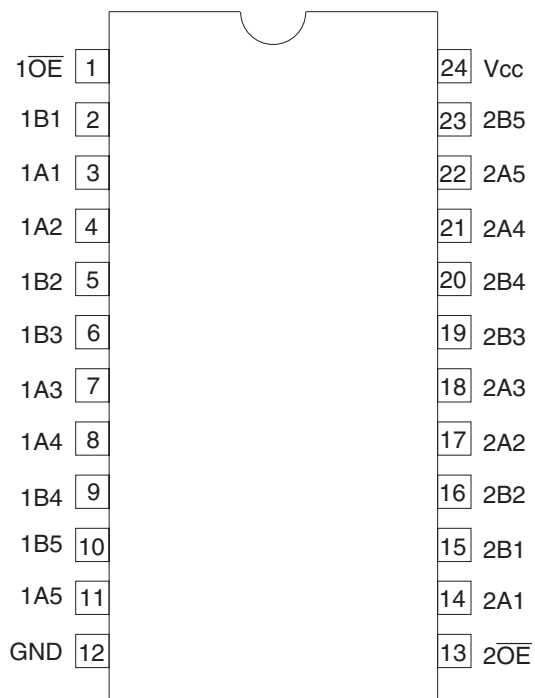 1O̅E̅ 1 24 Vcc
1B1 2 23 2B5
1A1 3 22 2A5
1A2 4 21 2A4
1B2 5 20 2B4
1B3 6 19 2B3
1A3 7 18 2A3
1A4 8 17 2A2
1B4 9 16 2B2
1B5 10 15 2B1
1A5 11 14 2A1
GND 12 13 2O̅E̅